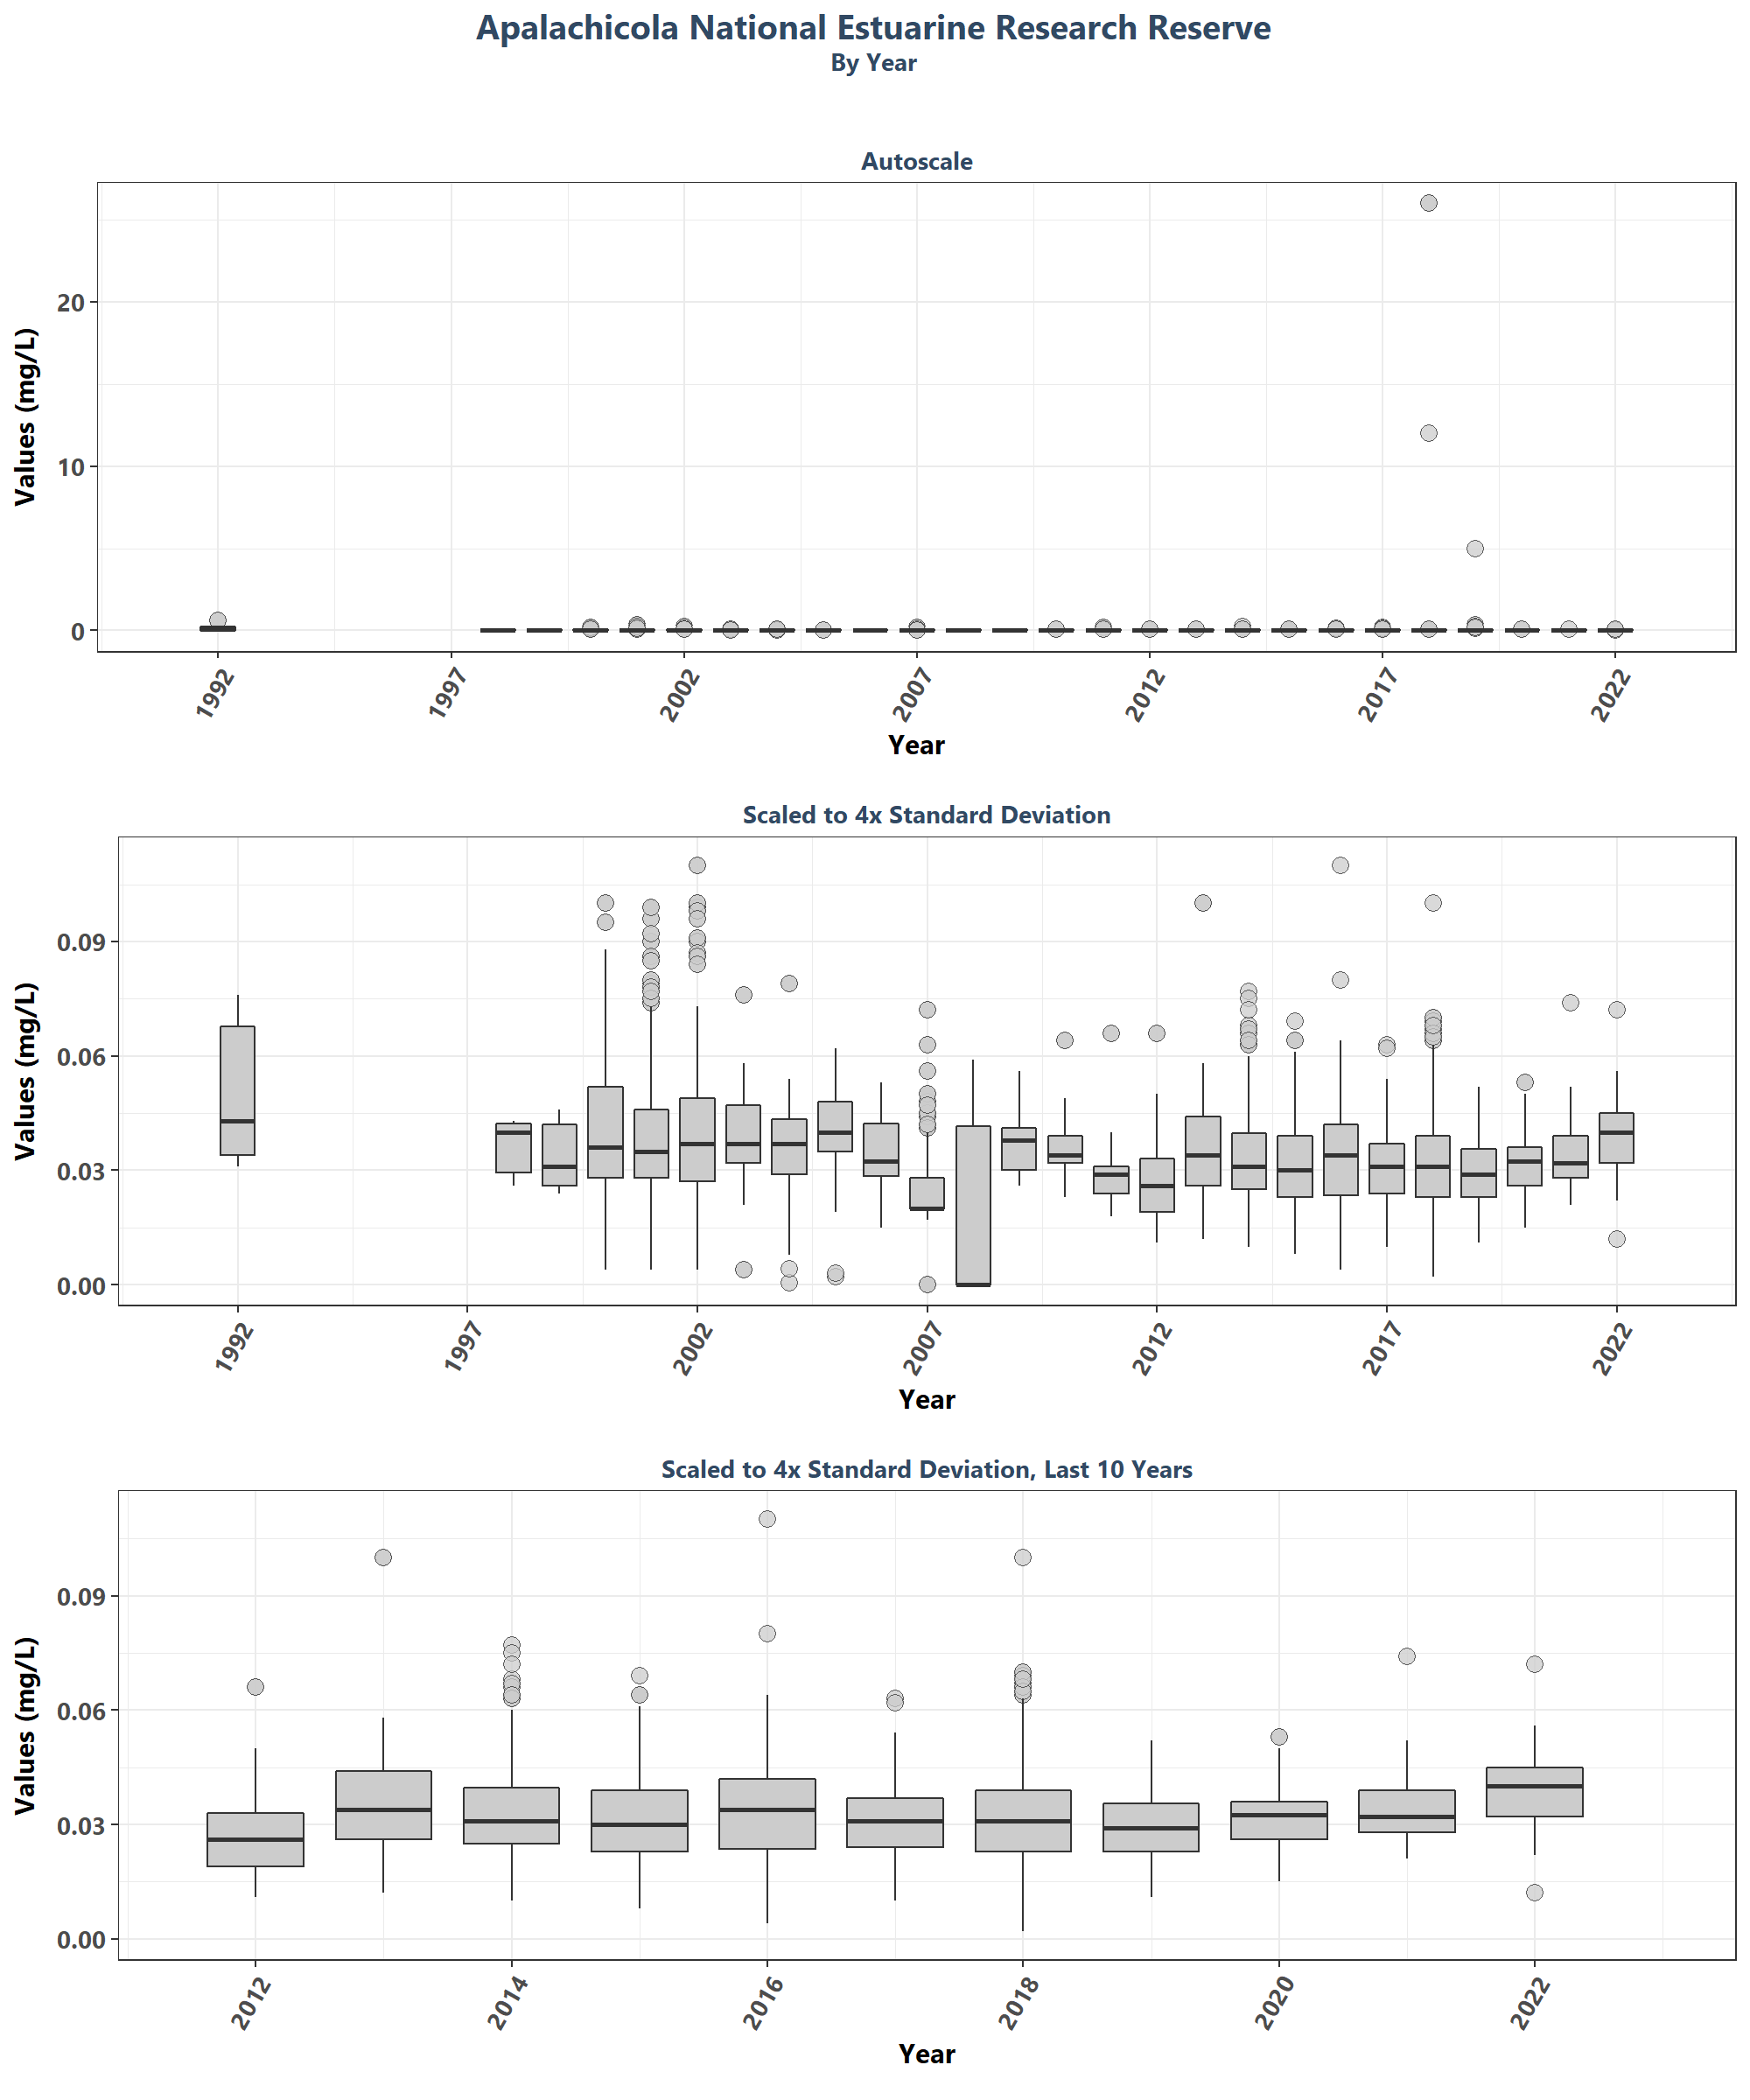 Apalachicola National Estuarine Research Reserve
By Year
Autoscale
Values (mg/L)
20
10
0
1992 1997 2002 2007 2012 2017 2022
Year
Scaled to 4x Standard Deviation
Values (mg/L)
0.09
0.06
0.03
0.00
1992 1997 2002 2007 2012 2017 2022
Year
Scaled to 4x Standard Deviation, Last 10 Years
Values (mg/L)
0.09
0.06
0.03
0.00
2012 2014 2016 2018 2020 2022
Year